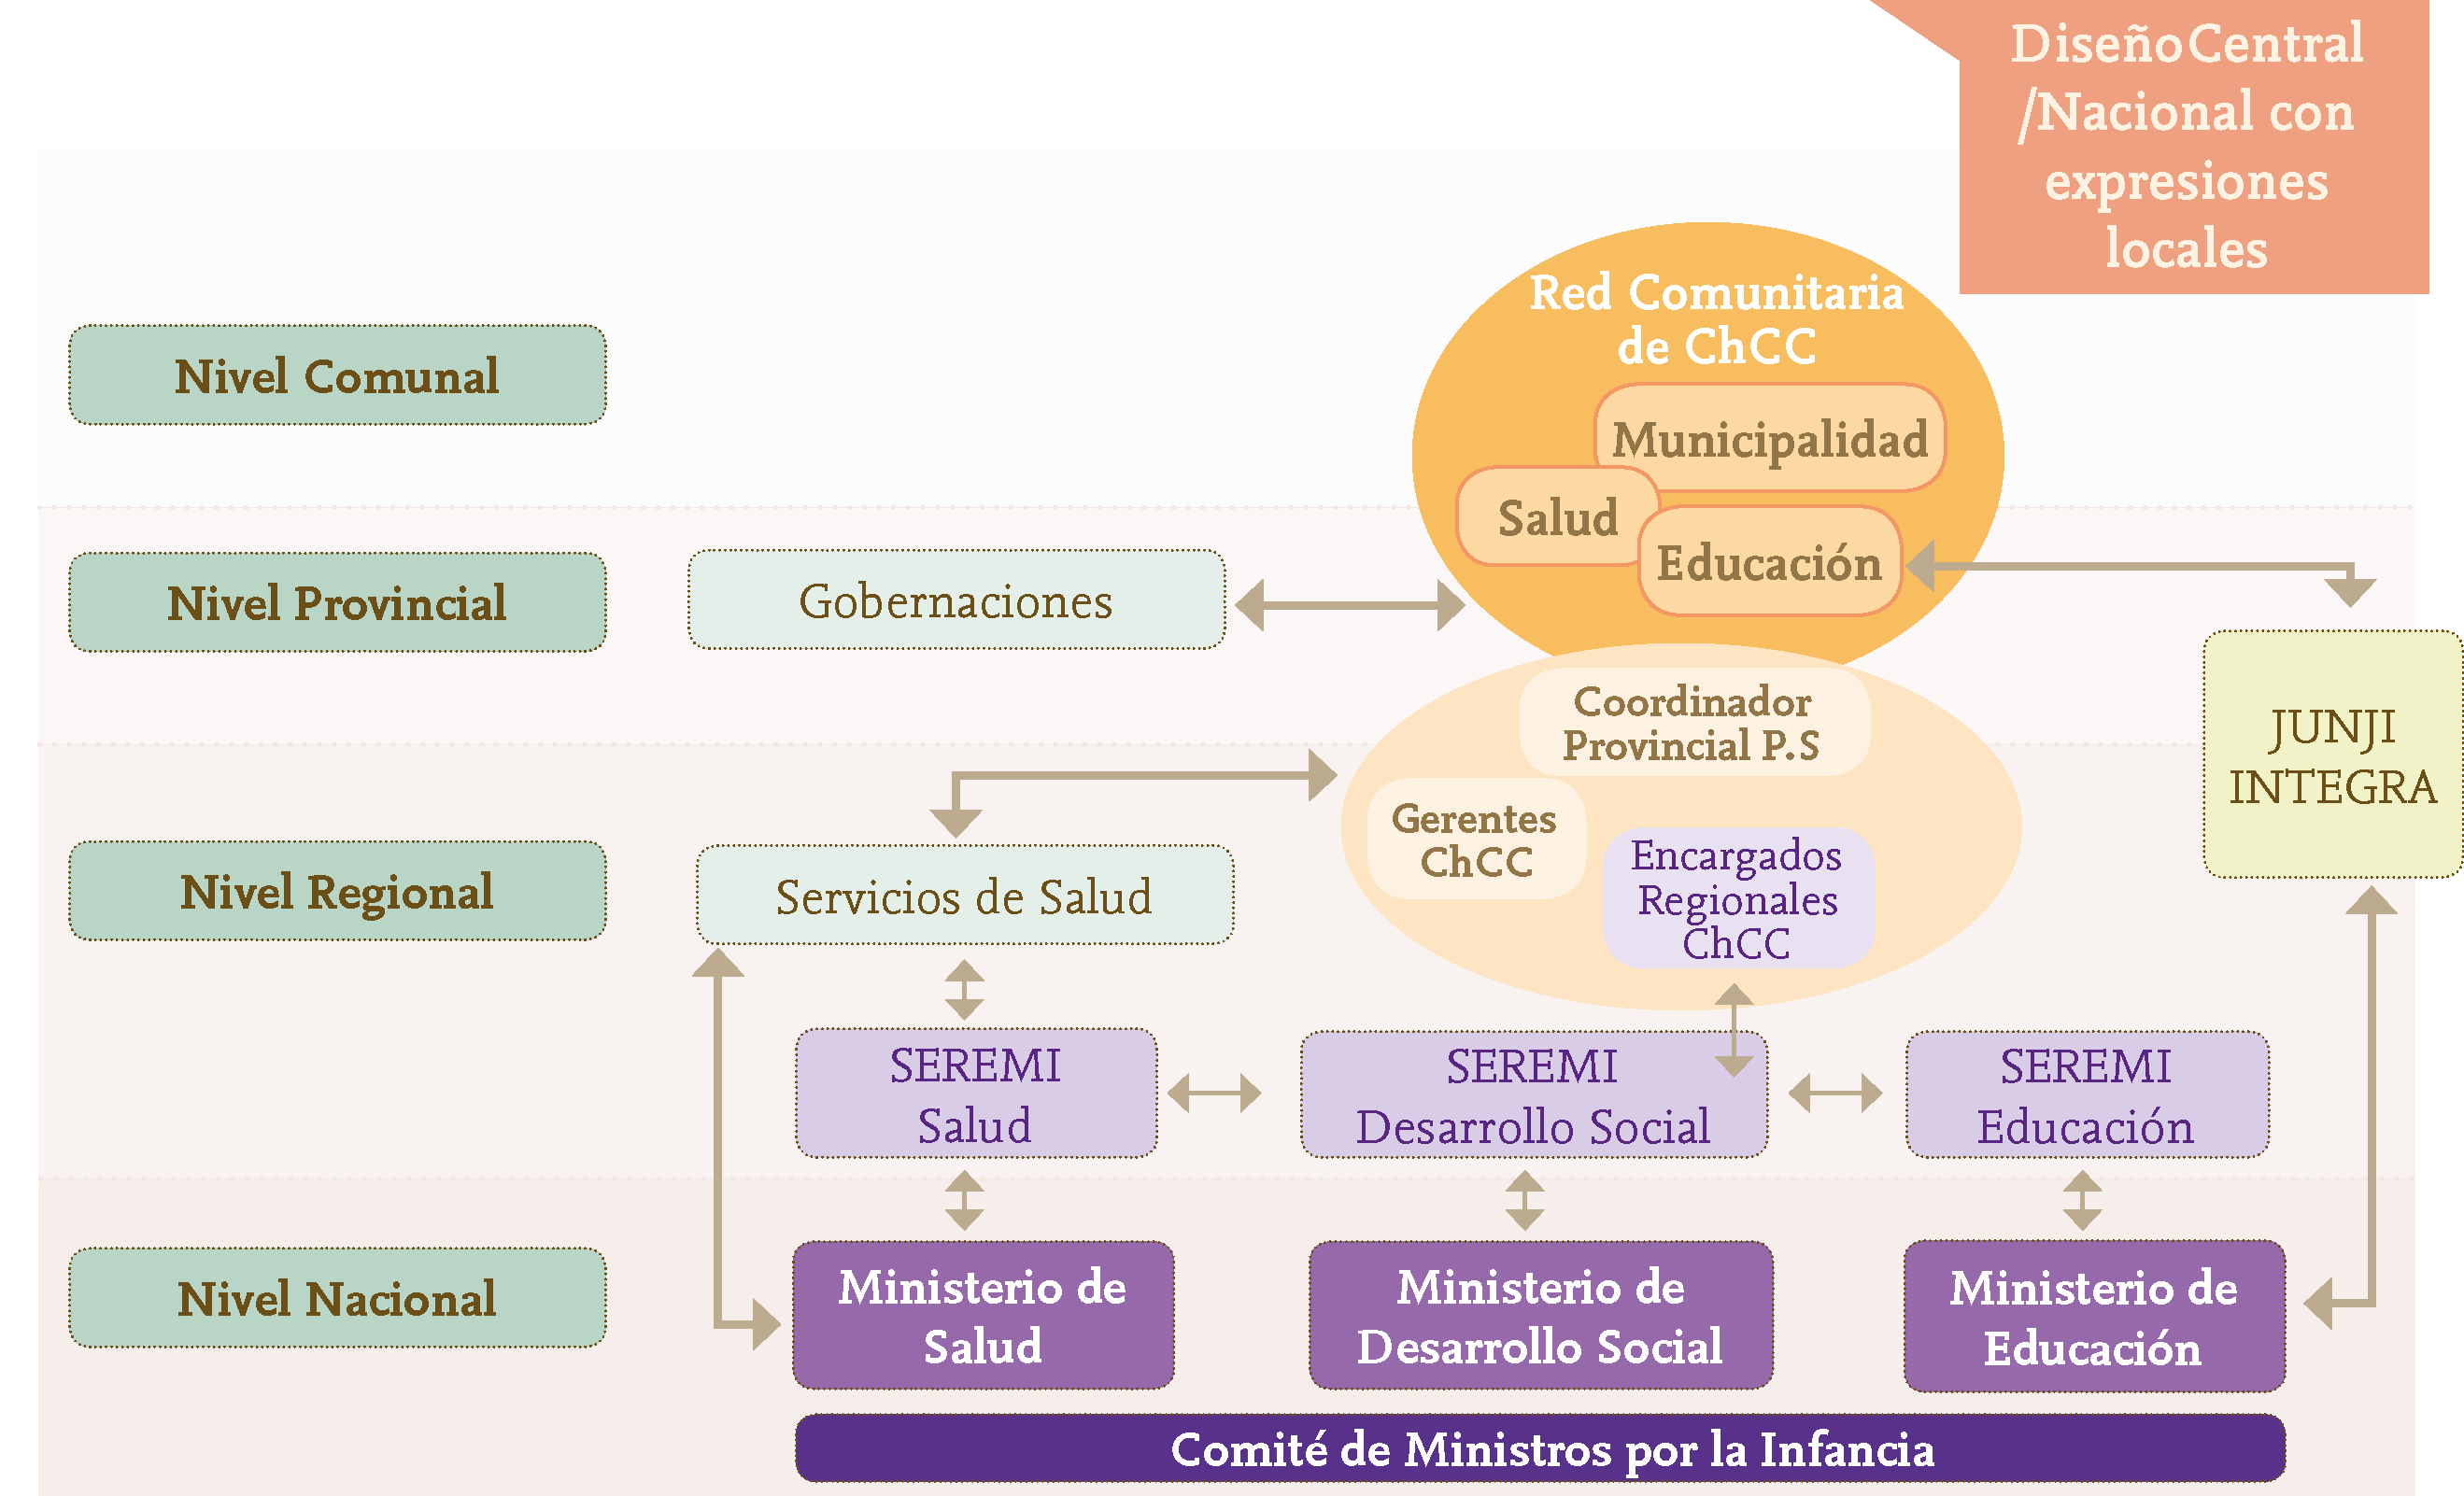 DiseñoCentral
/Nacional con
expresiones
locales
Red Comunitaria
de ChCC
Nivel Comunal
Municipalidad
Salud
Educación
Nivel Provincial
Gobernaciones
Coordinador
Provincial P.S
JUNJI
INTEGRA
Gerentes
ChCC
Encargados
Regionales
ChCC
Nivel Regional
Servicios de Salud
SEREMI
Salud
SEREMI
Desarrollo Social
SEREMI
Educación
Nivel Nacional
Ministerio de
Salud
Ministerio de
Desarrollo Social
Ministerio de
Educación
Comité de Ministros por la Infancia